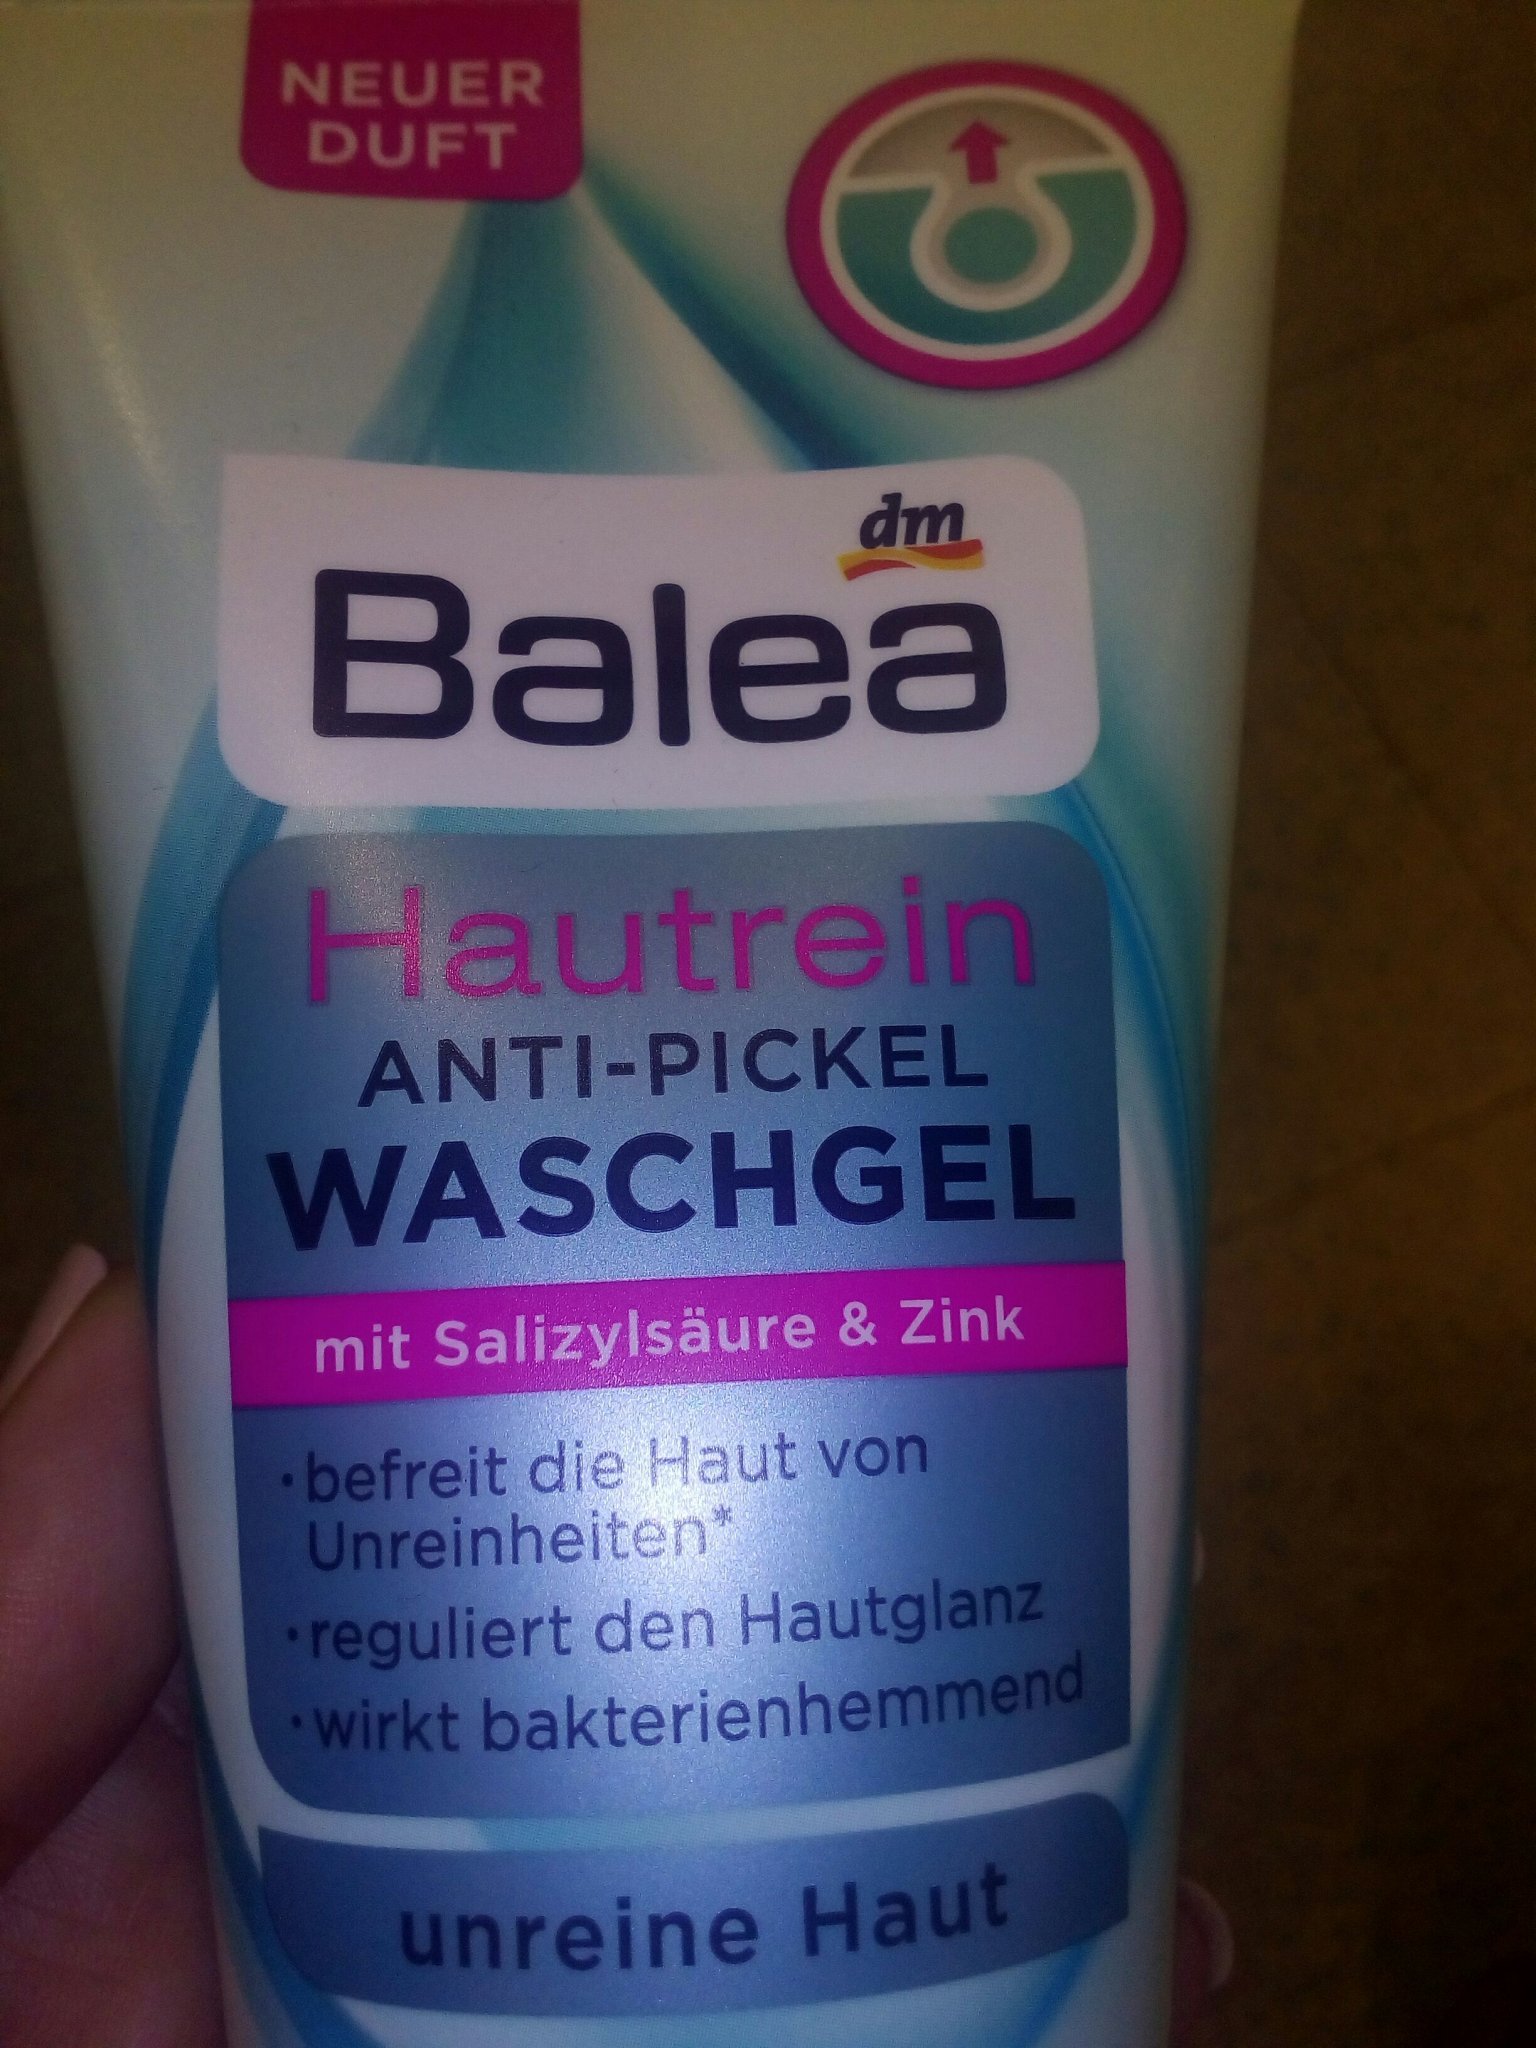 NEUER
DUFT
dm
Balea
Hautrein
ANTI-PICKEL
WASCHGEL
mit Salizylsäure & Zink
•befreit die Haut von
Unreinheiten*
•reguliert den Hautglanz
•wirkt bakterienhemmend
unreine Haut